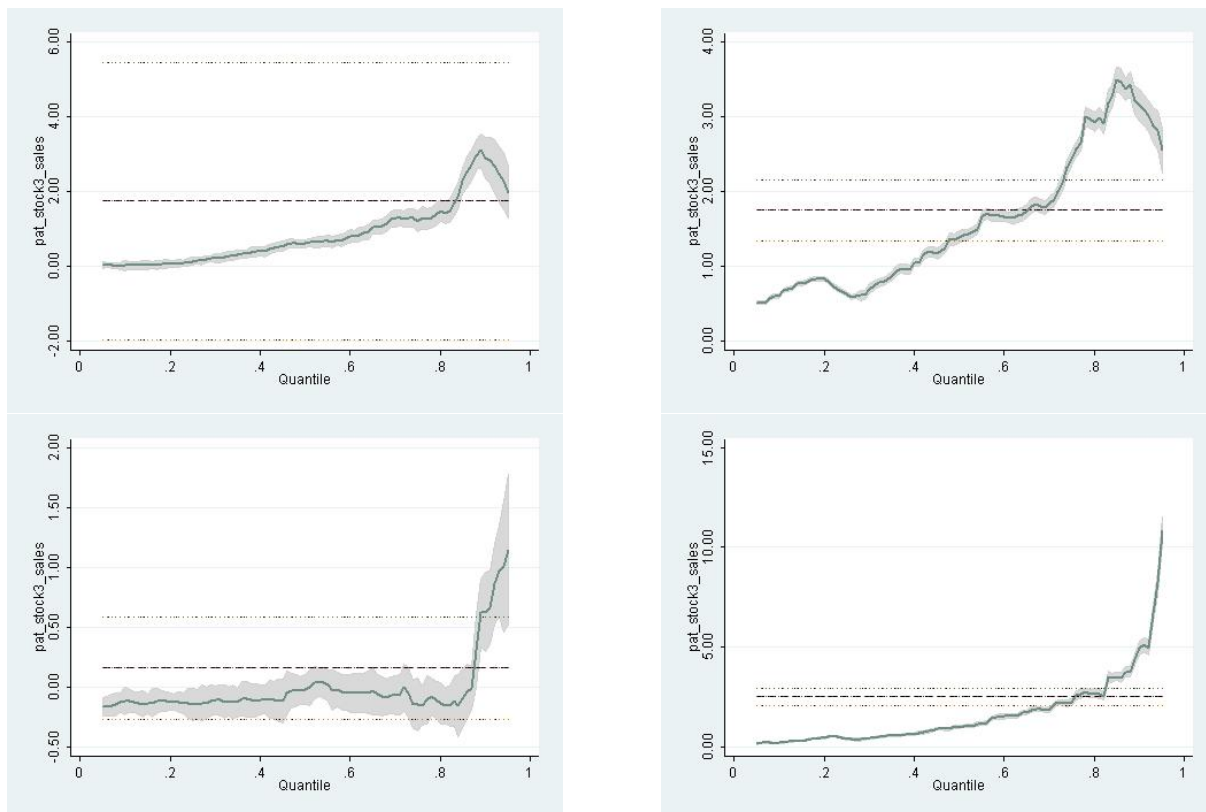 6.00
4.00
2.00
0.00
-2.00
pat_stock3_sales
0 .2 .4 .6 .8 1
Quantile
4.00
3.00
2.00
1.00
0.00
pat_stock3_sales
0 .2 .4 .6 .8 1
Quantile
2.00
1.50
1.00
0.50
0.00
-0.50
pat_stock3_sales
0 .2 .4 .6 .8 1
Quantile
15.00
10.00
5.00
0.00
pat_stock3_sales
0 .2 .4 .6 .8 1
Quantile